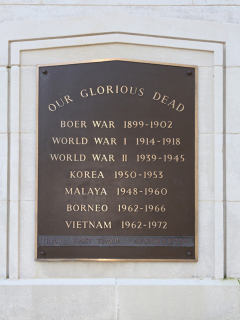 OUR GLORIOUS DEAD
BOER WAR 1899-1902
WORLD WAR I 1914-1918
WORLD WAR II 1939-1945
KOREA 1950-1953
MALAYA 1948-1960
BORNEO 1962-1966
VIETNAM 1962-1972